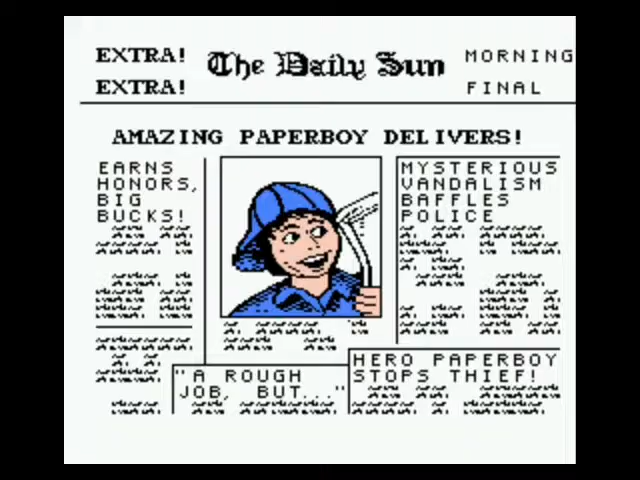 EXTRA!
EXTRA!
The Daily Sun
MORNING
FINAL
AMAZING PAPERBOY DELIVERS!
EARNS
HONORS,
BIG
BUCKS!
MYSTERIOUS
VANDALISM
BAFFLES
POLICE
"A ROUGH
JOB, BUT..."
HERO PAPERBOY
STOPS THIEF!